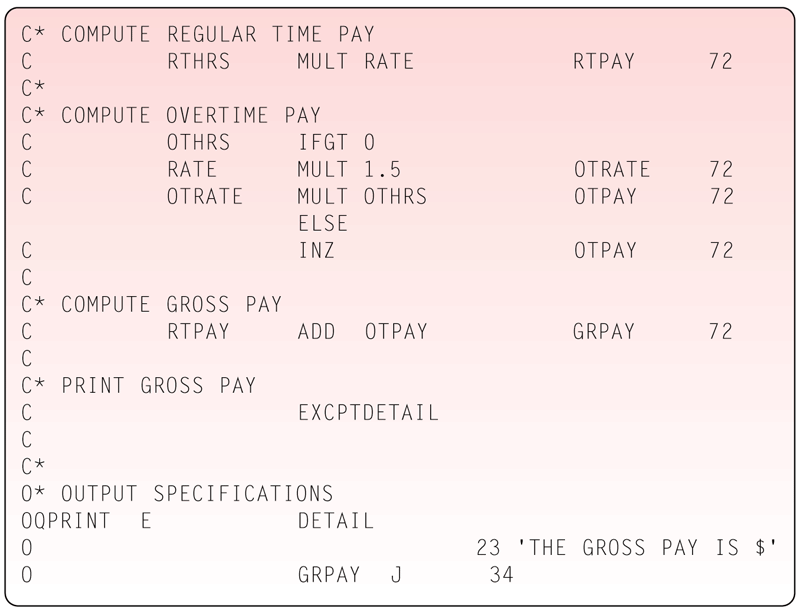 C* COMPUTE REGULAR TIME PAY
C          RTHRS     MULT RATE            RTPAY     72
C*
C* COMPUTE OVERTIME PAY
C          OTHRS     IFGT 0
C          RATE      MULT 1.5             OTRATE    72
C          OTRATE    MULT OTHRS           OTPAY     72
                     ELSE
C                    INZ                  OTPAY     72
C
C* COMPUTE GROSS PAY
C          RTPAY     ADD  OTPAY           GRPAY     72
C
C* PRINT GROSS PAY
C                    EXCPTDETAIL
C
C*
O* OUTPUT SPECIFICATIONS
OQPRINT  E           DETAIL
O                                  23 'THE GROSS PAY IS $'
O                    GRPAY  J       34